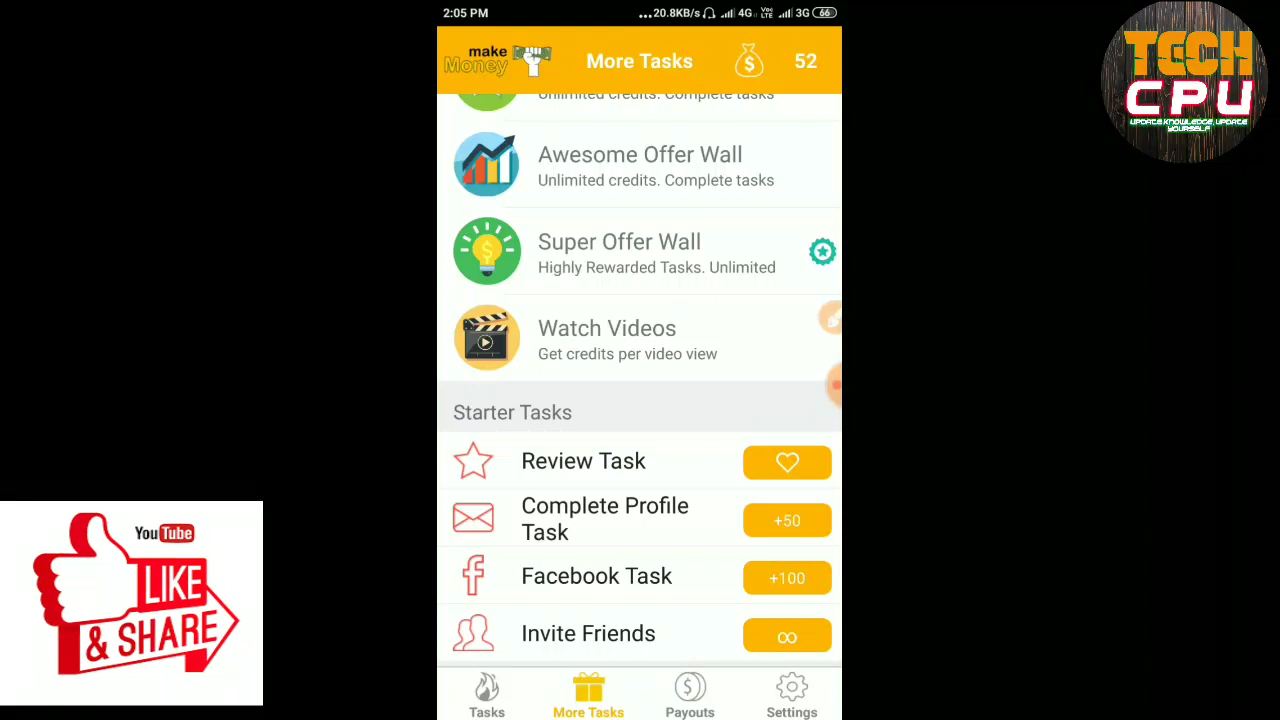 2:05 PM
...20.8KB/s 4G Vo LTE 3G 66
make
Money
More Tasks
52
TECH
CPU
UPDATE KNOWLEDGE, UPDATE
YOURSELF
Unlimited credits. Complete tasks
Awesome Offer Wall
Unlimited credits. Complete tasks
Super Offer Wall
Highly Rewarded Tasks. Unlimited
Watch Videos
Get credits per video view
Starter Tasks
Review Task
Complete Profile
Task
+50
Facebook Task
+100
Invite Friends
∞
YouTube
LIKE
& SHARE
Tasks
More Tasks
Payouts
Settings